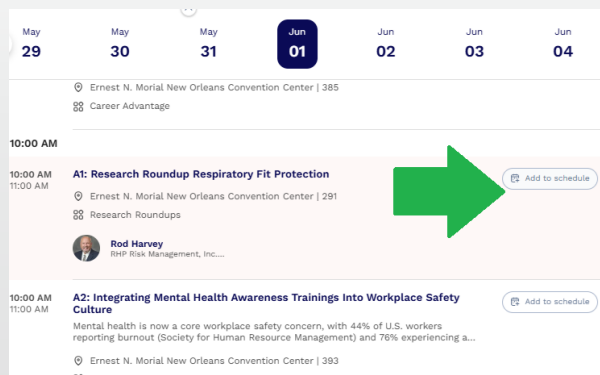 May May May Jun Jun Jun Jun
29 30 31 01 02 03 04
Ernest N. Morial New Orleans Convention Center | 385
Career Advantage
10:00 AM
10:00 AM A1: Research Roundup Respiratory Fit Protection Add to schedule
11:00 AM
Ernest N. Morial New Orleans Convention Center | 291
Research Roundups
Rod Harvey
RHP Risk Management, Inc....
10:00 AM A2: Integrating Mental Health Awareness Trainings Into Workplace Safety Add to schedule
11:00 AM Culture
Mental health is now a core workplace safety concern, with 44% of U.S. workers
reporting burnout (Society for Human Resource Management) and 76% experiencing a...
Ernest N. Morial New Orleans Convention Center | 393